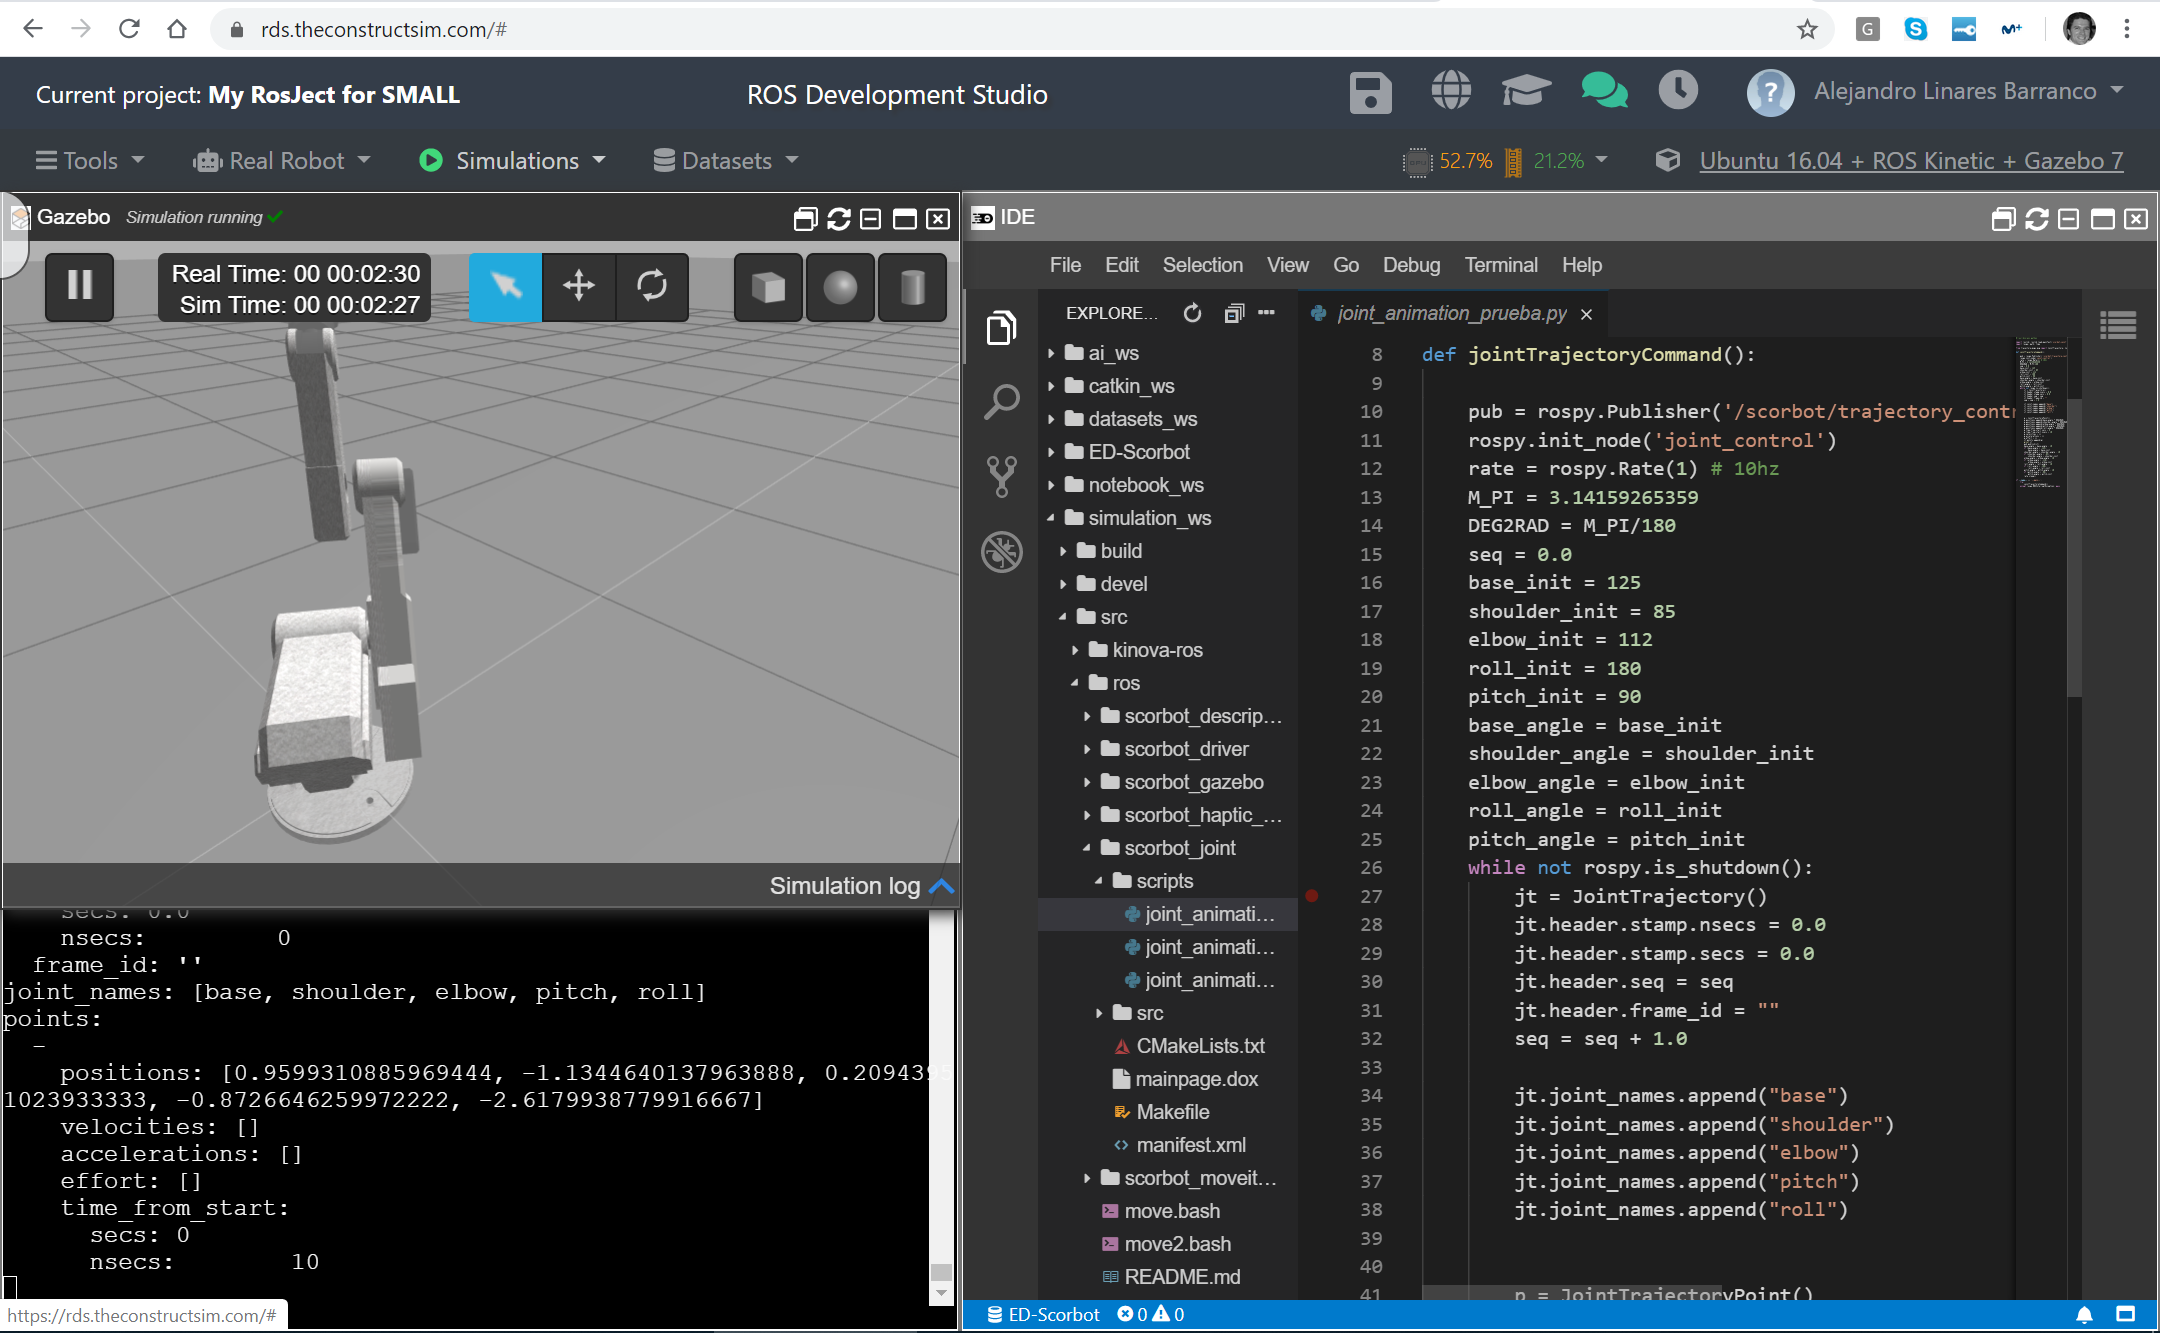 rds.theconstructsim.com/#
Current project: My RosJect for SMALL
ROS Development Studio
Alejandro Linares Barranco
Tools
Real Robot
Simulations
Datasets
52.7%
21.2%
Ubuntu 16.04 + ROS Kinetic + Gazebo 7
Gazebo Simulation running
Real Time: 00 00:02:30
Sim Time: 00 00:02:27
Simulation log
secs: 0.0
nsecs: 0
frame_id: ''
joint_names: [base, shoulder, elbow, pitch, roll]
points:
-
positions: [0.9599310885969444, -1.1344640137963888, 0.2094395
1023933333, -0.8726646259972222, -2.6179938779916667]
velocities: []
accelerations: []
effort: []
time_from_start:
secs: 0
nsecs: 10
https://rds.theconstructsim.com/#
IDE
File Edit Selection View Go Debug Terminal Help
EXPLORE...
ai_ws
catkin_ws
datasets_ws
ED-Scorbot
notebook_ws
simulation_ws
build
devel
src
kinova-ros
ros
scorbot_descrip...
scorbot_driver
scorbot_gazebo
scorbot_haptic_...
scorbot_joint
scripts
joint_animati...
joint_animati...
joint_animati...
src
CMakeLists.txt
mainpage.dox
Makefile
manifest.xml
scorbot_moveit...
move.bash
move2.bash
README.md
joint_animation_prueba.py
8 def jointTrajectoryCommand():
9
10 pub = rospy.Publisher('/scorbot/trajectory_contr
11 rospy.init_node('joint_control')
12 rate = rospy.Rate(1) # 10hz
13 M_PI = 3.14159265359
14 DEG2RAD = M_PI/180
15 seq = 0.0
16 base_init = 125
17 shoulder_init = 85
18 elbow_init = 112
19 roll_init = 180
20 pitch_init = 90
21 base_angle = base_init
22 shoulder_angle = shoulder_init
23 elbow_angle = elbow_init
24 roll_angle = roll_init
25 pitch_angle = pitch_init
26 while not rospy.is_shutdown():
27 jt = JointTrajectory()
28 jt.header.stamp.nsecs = 0.0
29 jt.header.stamp.secs = 0.0
30 jt.header.seq = seq
31 jt.header.frame_id = ""
32 seq = seq + 1.0
33
34 jt.joint_names.append("base")
35 jt.joint_names.append("shoulder")
36 jt.joint_names.append("elbow")
37 jt.joint_names.append("pitch")
38 jt.joint_names.append("roll")
39
40
41 p = JointTrajectoryPoint()
ED-Scorbot 0 0